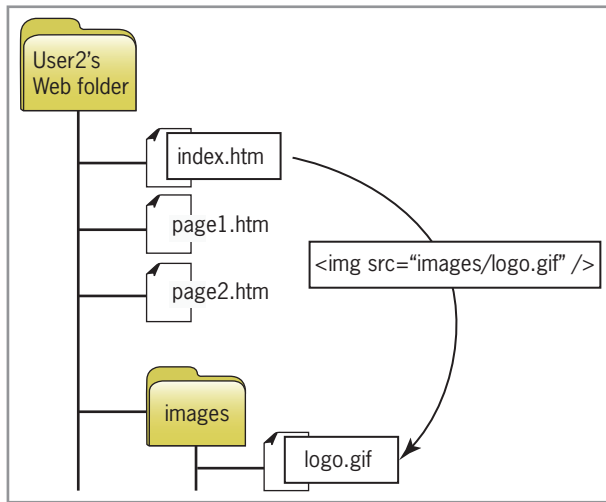 User2's
Web folder
index.htm
page1.htm
<img src=“images/logo.gif” />
page2.htm
images
logo.gif